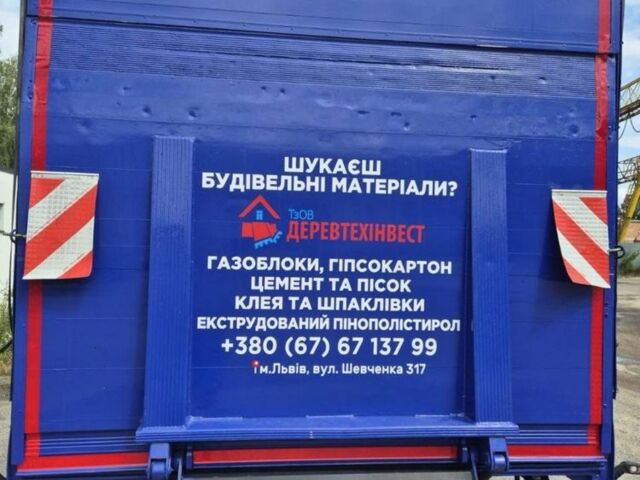 ШУКАЄШ
БУДІВЕЛЬНІ МАТЕРІАЛИ?
ТзОВ
ДЕРЕВТЕХІНВЕСТ
ГАЗОБЛОКИ, ГІПСОКАРТОН
ЦЕМЕНТ ТА ПІСОК
КЛЕЯ ТА ШПАКЛІВКИ
ЕКСТРУДОВАНИЙ ПІНОПОЛІСТИРОЛ
+380 (67) 67 137 99
м.Львів, вул. Шевченка 317